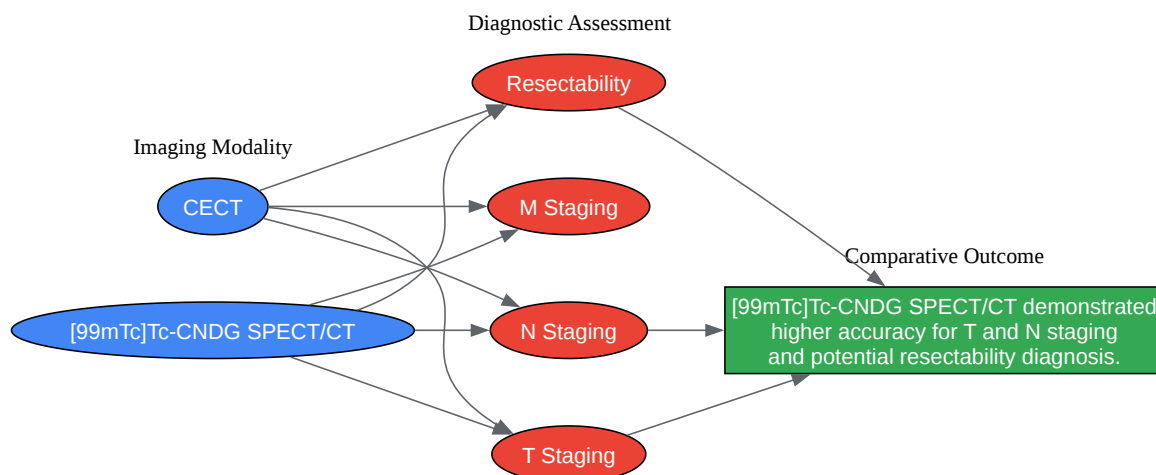 Diagnostic Assessment
Resectability
Imaging Modality
CECT
M Staging
Comparative Outcome
[99mTc]Tc-CNDG SPECT/CT
N Staging
[99mTc]Tc-CNDG SPECT/CT demonstrated
higher accuracy for T and N staging
and potential resectability diagnosis.
T Staging